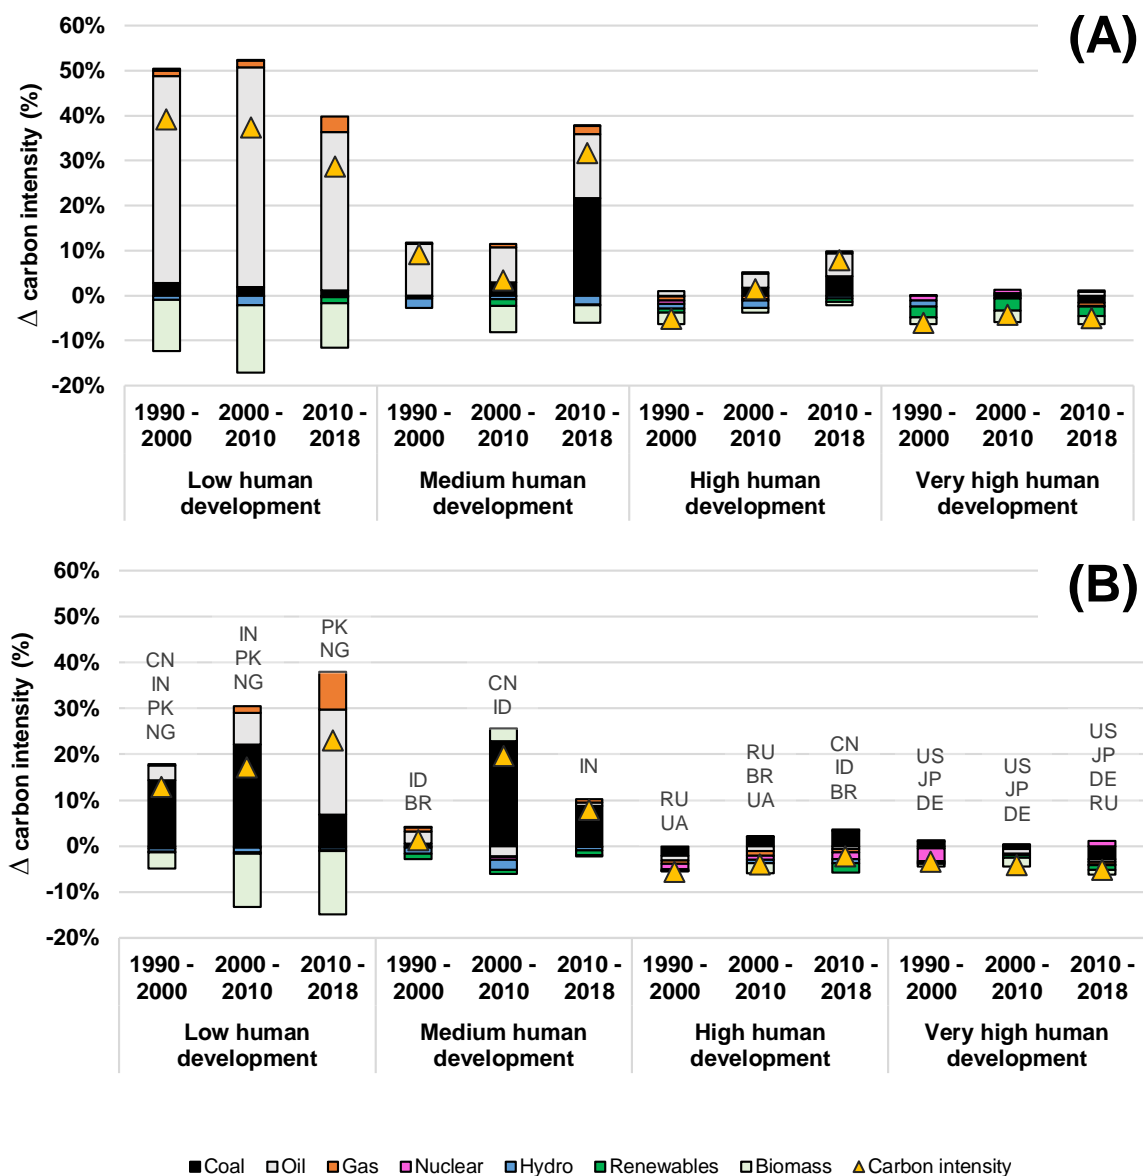 (A)
Δ carbon intensity (%)
60%
50%
40%
30%
20%
10%
0%
-10%
-20%
1990 - 2000
2000 - 2010
2010 - 2018
1990 - 2000
2000 - 2010
2010 - 2018
1990 - 2000
2000 - 2010
2010 - 2018
1990 - 2000
2000 - 2010
2010 - 2018
Low human development
Medium human development
High human development
Very high human development
(B)
Δ carbon intensity (%)
60%
50%
40%
30%
20%
10%
0%
-10%
-20%
CN
IN
PK
NG
IN
PK
NG
PK
NG
ID
BR
CN
ID
IN
RU
UA
RU
BR
UA
CN
ID
BR
US
JP
DE
US
JP
DE
US
JP
DE
RU
1990 - 2000
2000 - 2010
2010 - 2018
1990 - 2000
2000 - 2010
2010 - 2018
1990 - 2000
2000 - 2010
2010 - 2018
1990 - 2000
2000 - 2010
2010 - 2018
Low human development
Medium human development
High human development
Very high human development
Coal Oil Gas Nuclear Hydro Renewables Biomass Carbon intensity